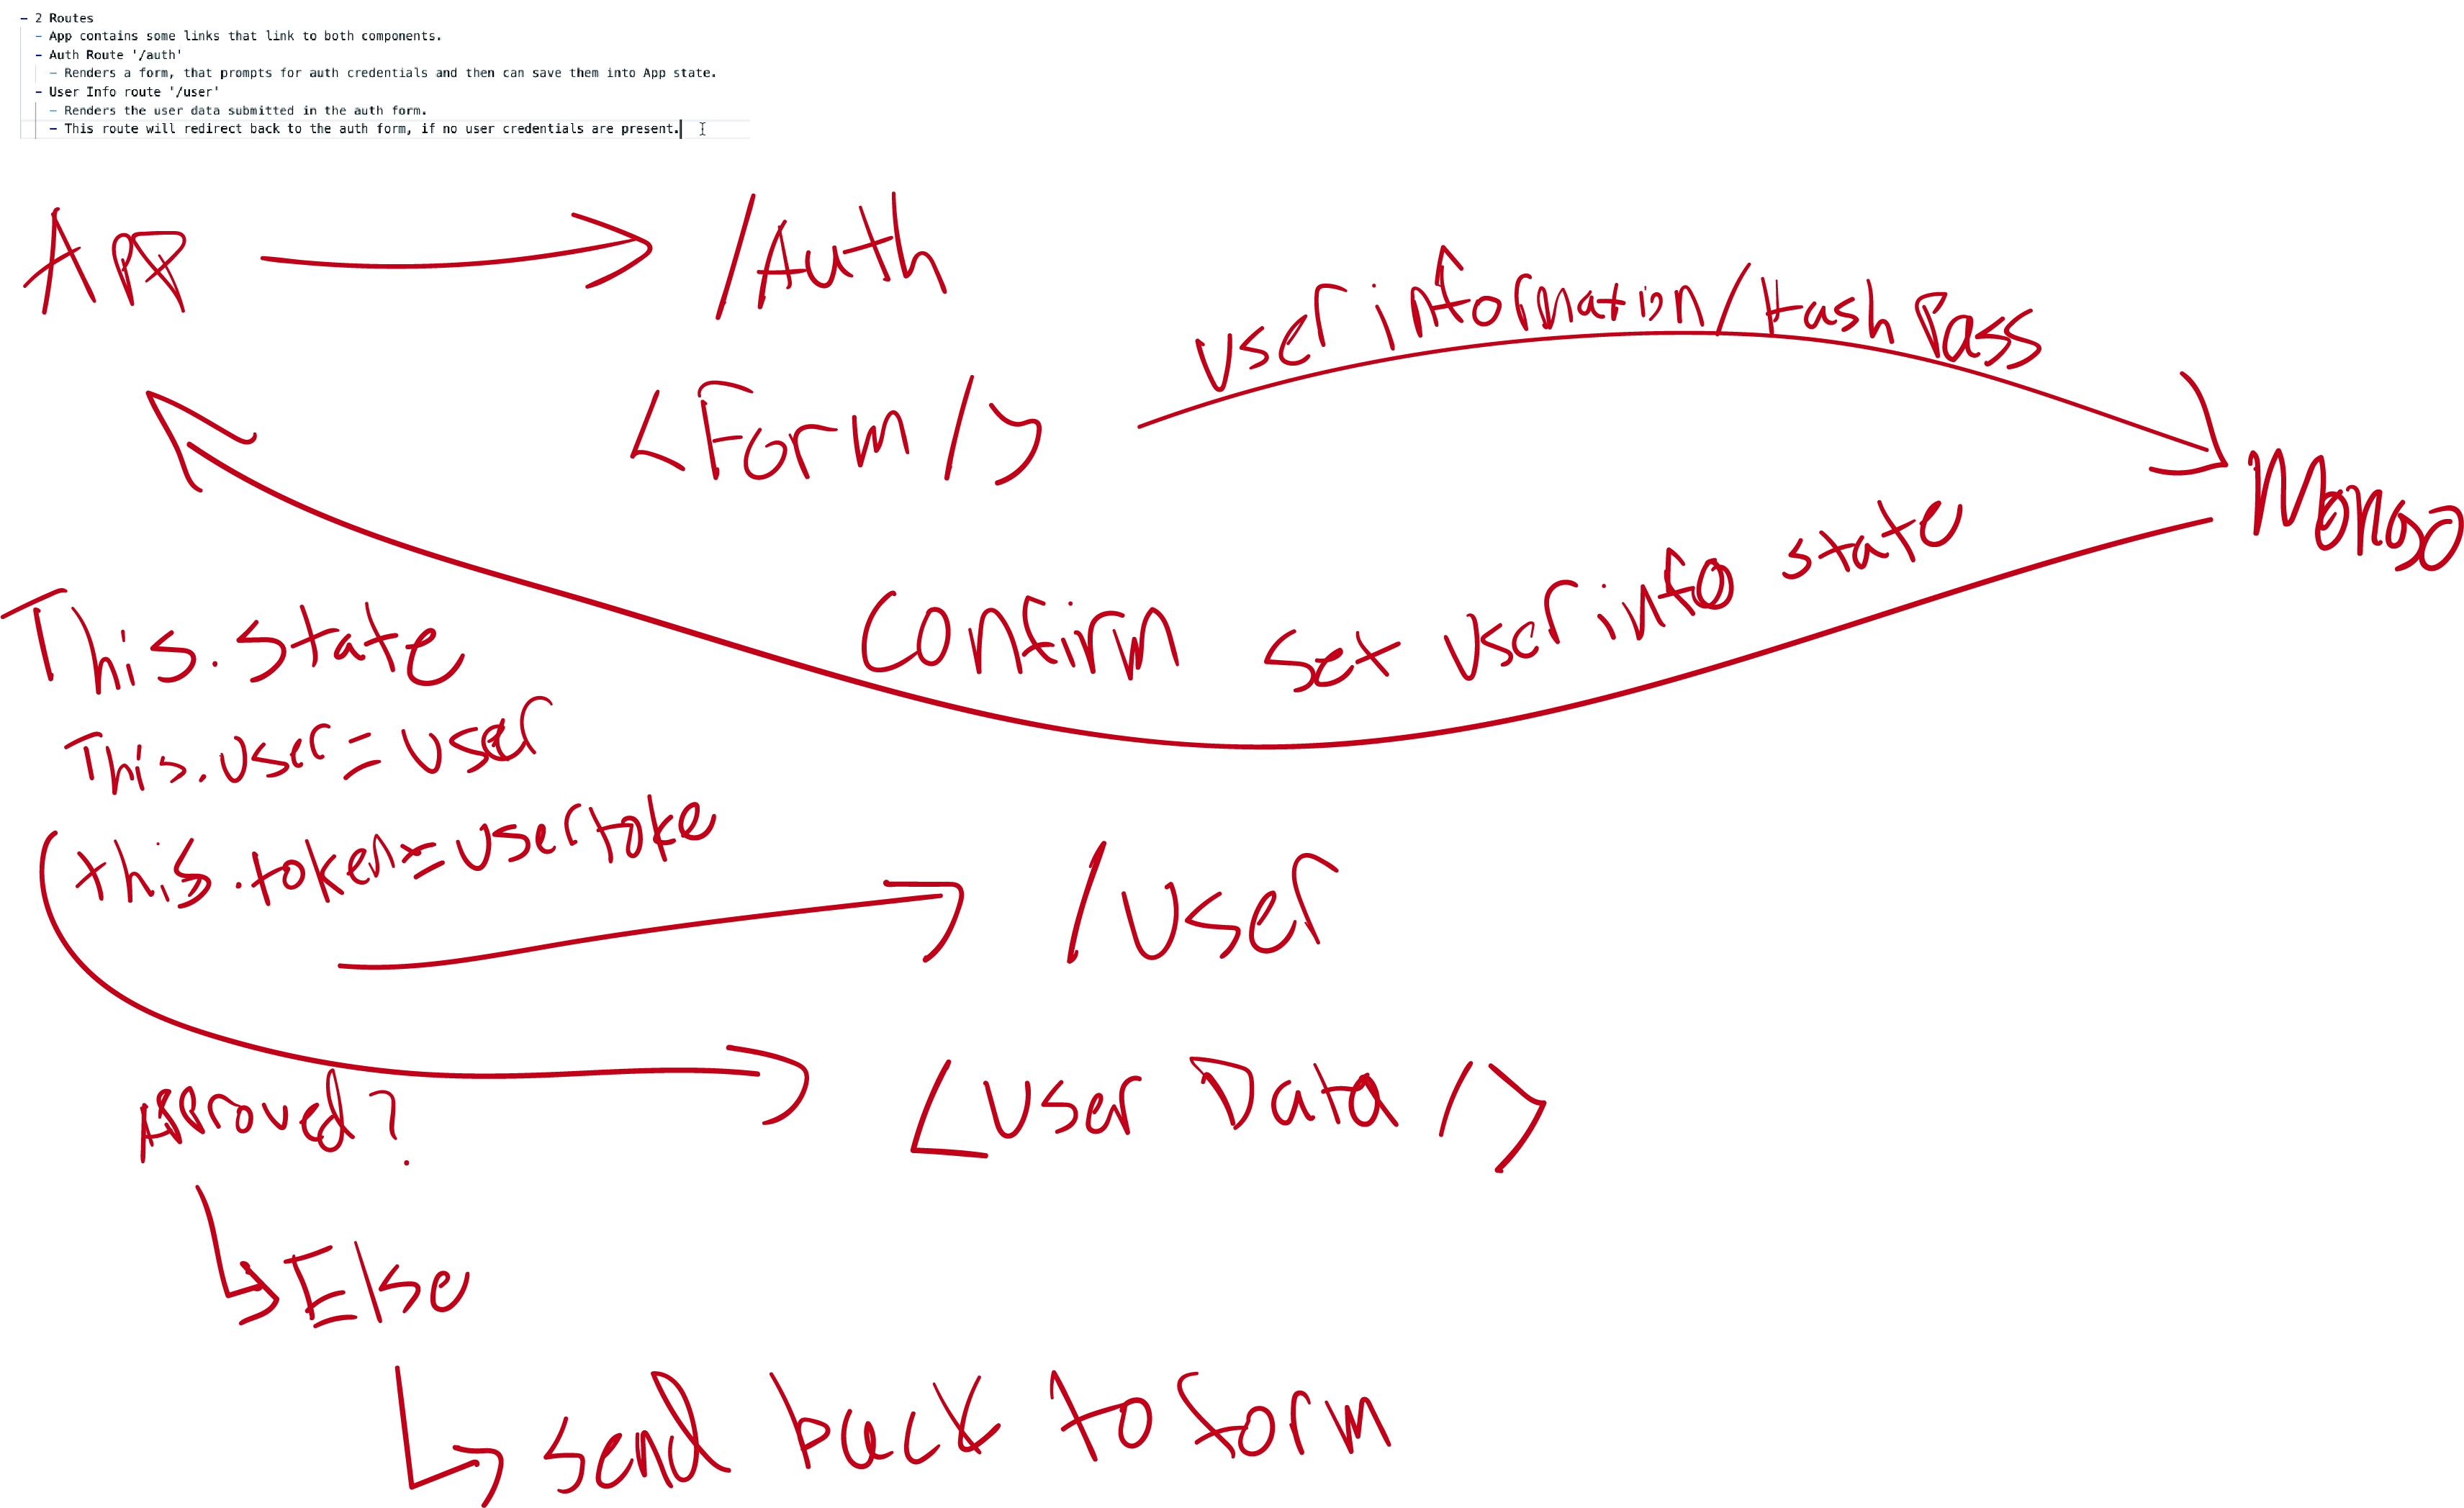 - 2 Routes
- App contains some links that link to both components.
- Auth Route '/auth'
- Renders a form, that prompts for auth credentials and then can save them into App state.
- User Info route '/user'
- Renders the user data submitted in the auth form.
- This route will redirect back to the auth form, if no user credentials are present.
App
/Auth
User information/Hash Pass
<Form/>
Mongo
Confirm Set User info state
This.state
This.user = user
this.token = user
/User
<User Data/>
Else
send back to form